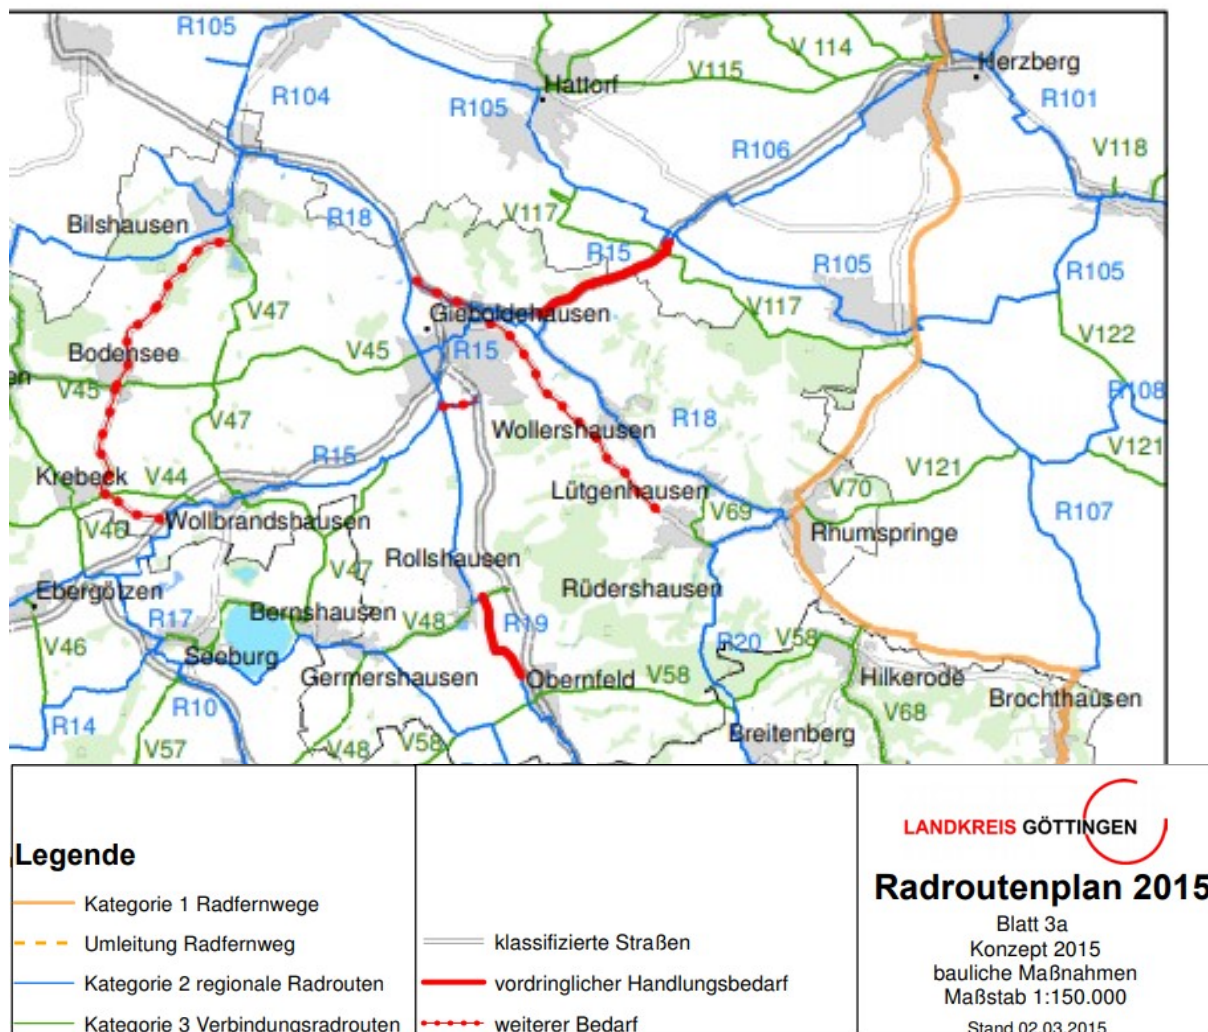 R105
V 114
Herzberg
V115
Hattorf
R104
R105
R101
R106
V118
V117
Bilshausen
R18
R15
R105
R105
V47
V117
Gieboldehausen
V122
Bodensee
V45
R15
en
V45
R108
V47
R18
Wollershausen
V121
R15
V121
Krebeck
V44
V70
Lütgenhausen
V69
R107
V46
Wollbrandshausen
Rhumspringe
Rollshausen
V47
Rüdershausen
Ebergötzen
R17
Bernshausen
V48
R19
V46
R20
V58
Seeburg
Germershausen
Obernfeld
V58
Hilkerode
Brochthausen
R14
R10
V68
V57
V48
V58
Breitenberg
Legende
Kategorie 1 Radfernwege
Umleitung Radfernweg
Kategorie 2 regionale Radrouten
Kategorie 3 Verbindungsradrouten
klassifizierte Straßen
vordringlicher Handlungsbedarf
weiterer Bedarf
LANDKREIS GÖTTINGEN
Radroutenplan 2015
Blatt 3a
Konzept 2015
bauliche Maßnahmen
Maßstab 1:150.000
Stand 02.03.2015